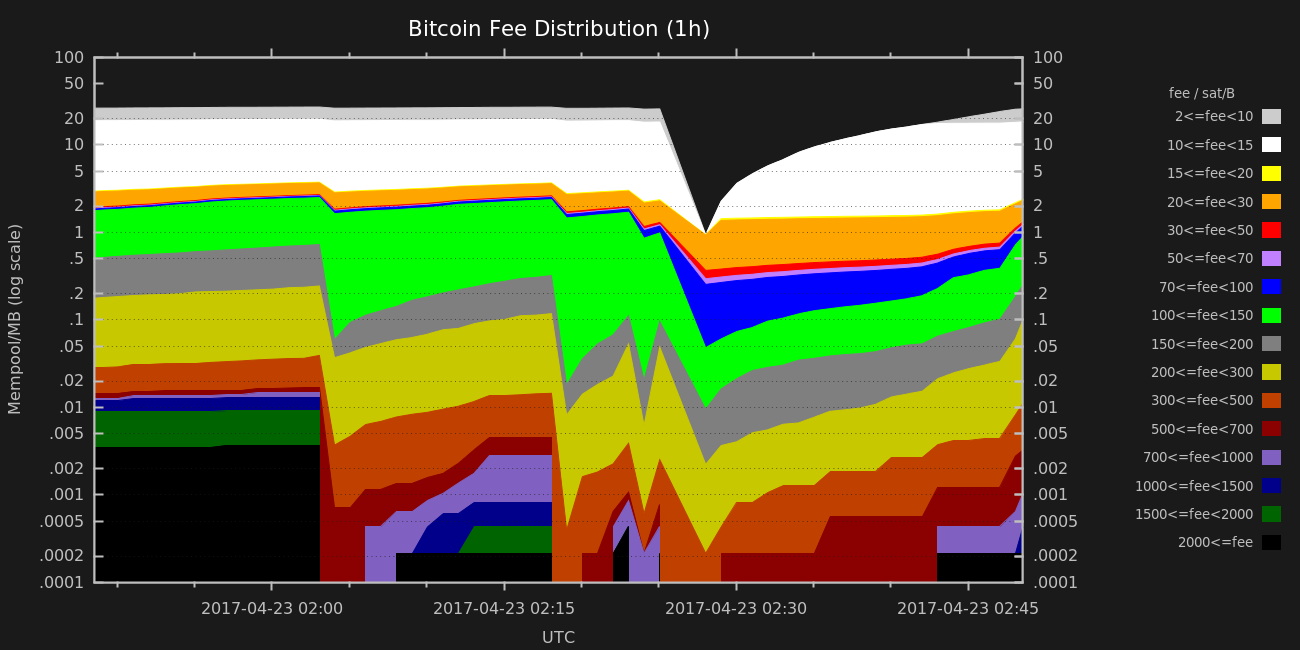 Bitcoin Fee Distribution (1h)
100 100
50 50
20 20
10 10
5 5
2 2
1 1
.5 .5
.2 .2
.1 .1
.05 .05
.02 .02
.01 .01
.005 .005
.002 .002
.001 .001
.0005 .0005
.0002 .0002
.0001 .0001
Mempool/MB (log scale)
2017-04-23 02:00 2017-04-23 02:15 2017-04-23 02:30 2017-04-23 02:45
UTC
fee / sat/B
2<=fee<10
10<=fee<15
15<=fee<20
20<=fee<30
30<=fee<50
50<=fee<70
70<=fee<100
100<=fee<150
150<=fee<200
200<=fee<300
300<=fee<500
500<=fee<700
700<=fee<1000
1000<=fee<1500
1500<=fee<2000
2000<=fee